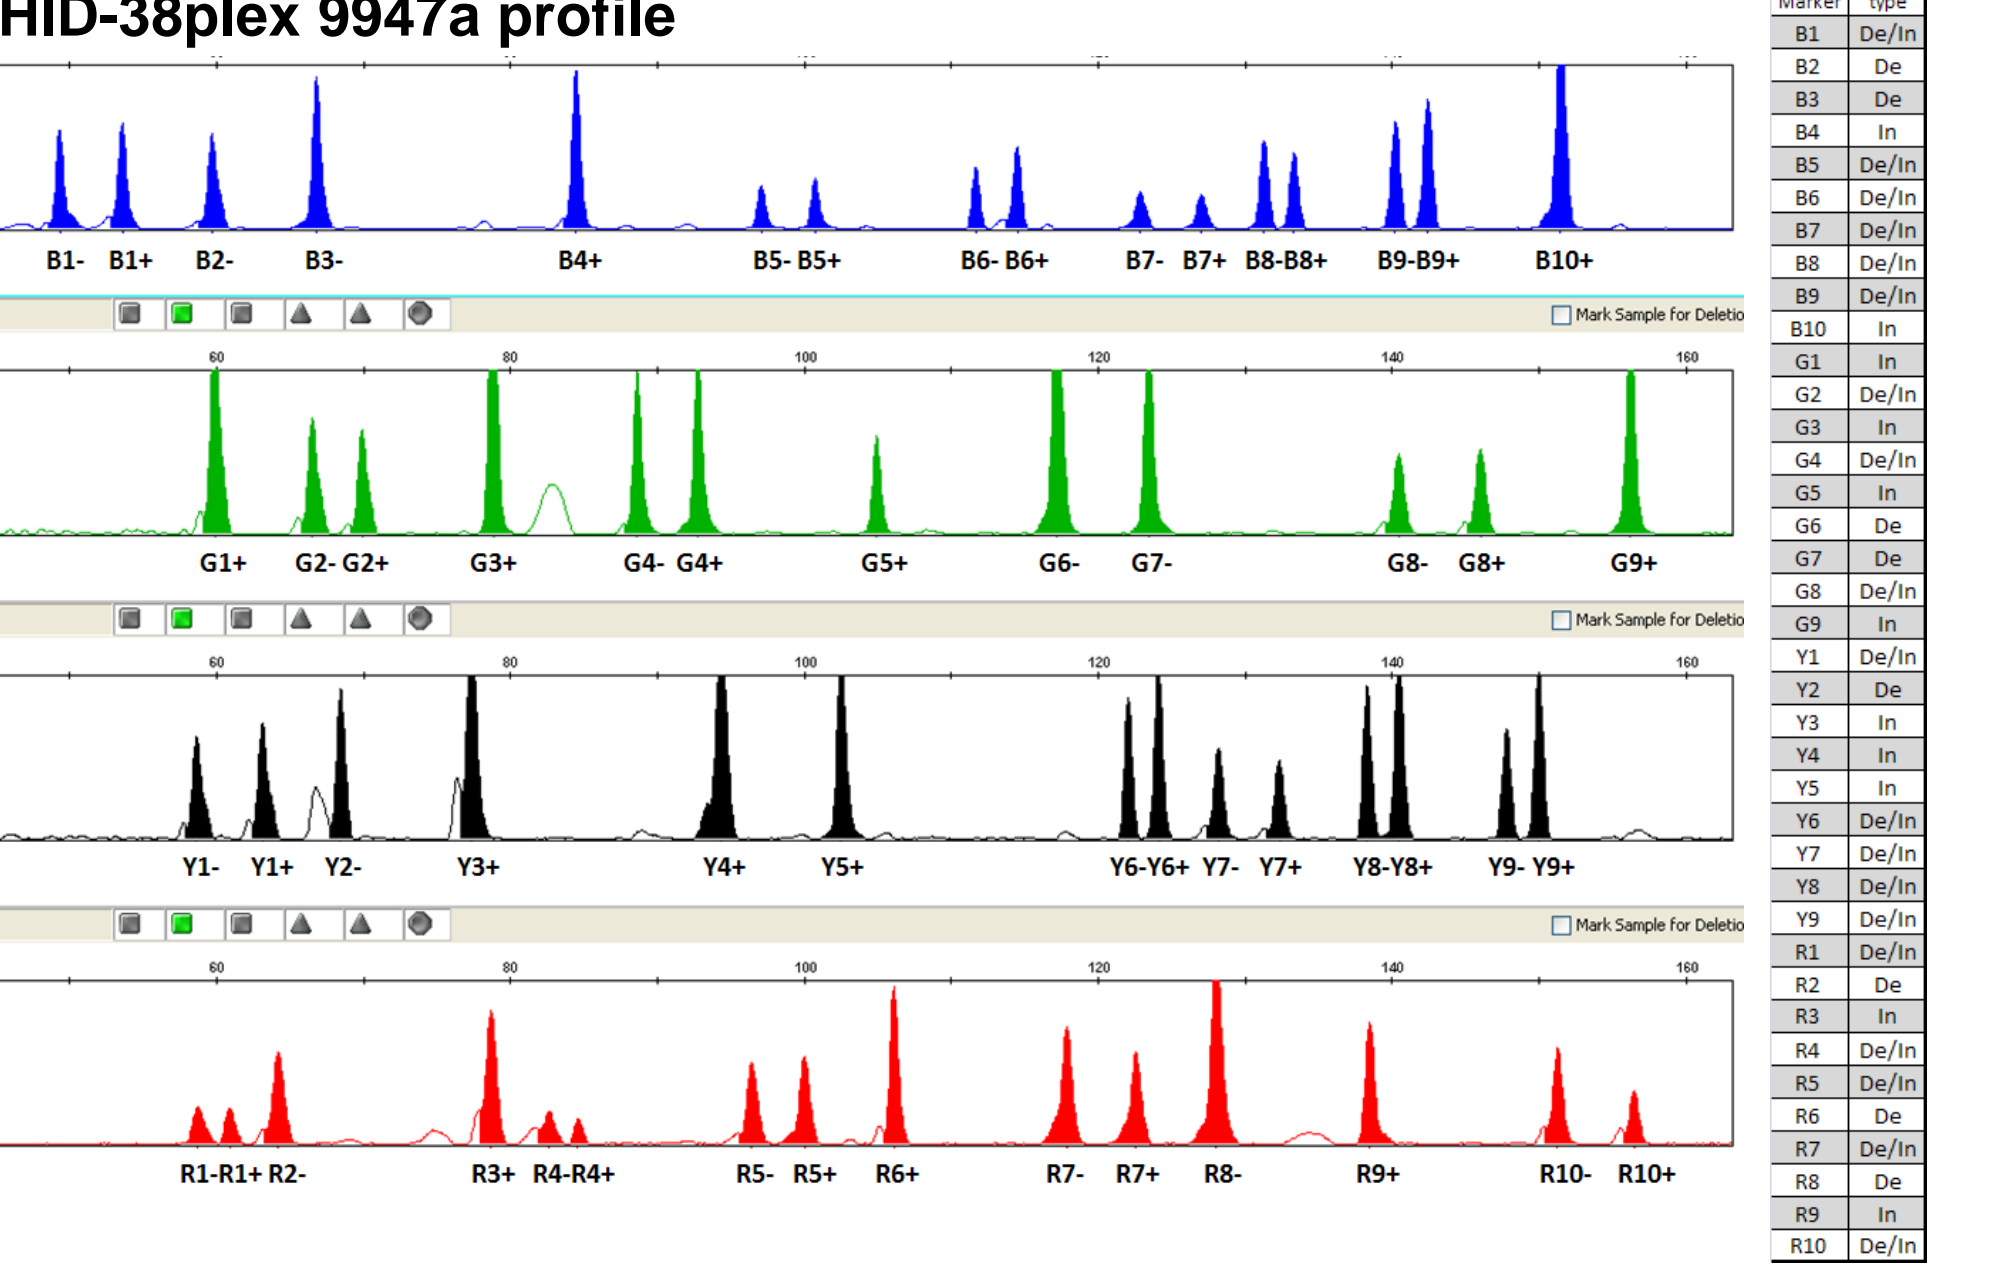 HID-38plex 9947a profile
B1- B1+ B2- B3- B4+ B5- B5+ B6- B6+ B7- B7+ B8-B8+ B9-B9+ B10+
Mark Sample for Deletio
60 80 100 120 140 160
G1+ G2- G2+ G3+ G4- G4+ G5+ G6- G7- G8- G8+ G9+
Mark Sample for Deletio
60 80 100 120 140 160
Y1- Y1+ Y2- Y3+ Y4+ Y5+ Y6-Y6+ Y7- Y7+ Y8-Y8+ Y9- Y9+
Mark Sample for Deletio
60 80 100 120 140 160
R1-R1+ R2- R3+ R4-R4+ R5- R5+ R6+ R7- R7+ R8- R9+ R10- R10+
Marker type
B1 De/In
B2 De
B3 De
B4 In
B5 De/In
B6 De/In
B7 De/In
B8 De/In
B9 De/In
B10 In
G1 In
G2 De/In
G3 In
G4 De/In
G5 In
G6 De
G7 De
G8 De/In
G9 In
Y1 De/In
Y2 De
Y3 In
Y4 In
Y5 In
Y6 De/In
Y7 De/In
Y8 De/In
Y9 De/In
R1 De/In
R2 De
R3 In
R4 De/In
R5 De/In
R6 De
R7 De/In
R8 De
R9 In
R10 De/In